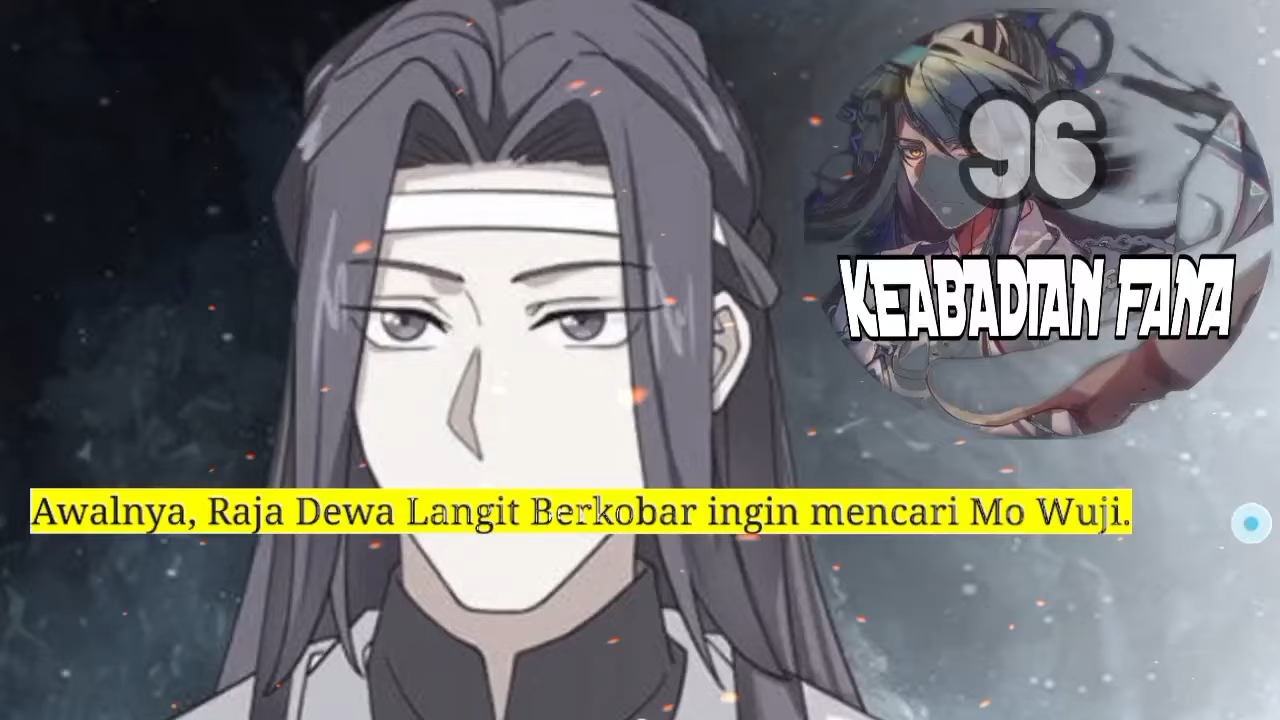 96
KEABADIAN FANA
Awalnya, Raja Dewa Langit Berkobar ingin mencari Mo Wuji.